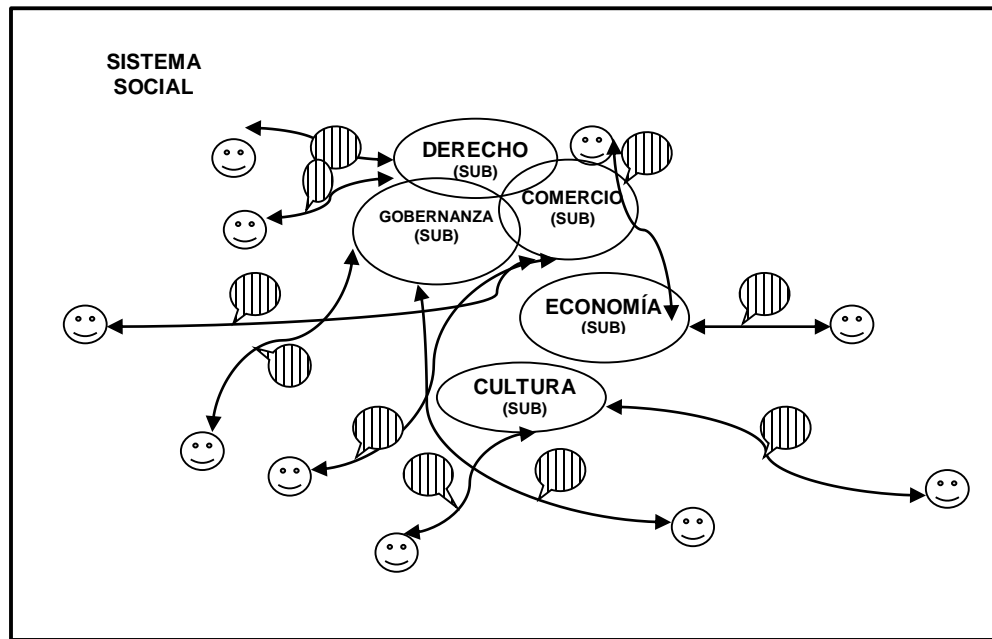 SISTEMA
SOCIAL
DERECHO
(SUB)
COMERCIO
(SUB)
GOBERNANZA
(SUB)
ECONOMÍA
(SUB)
CULTURA
(SUB)